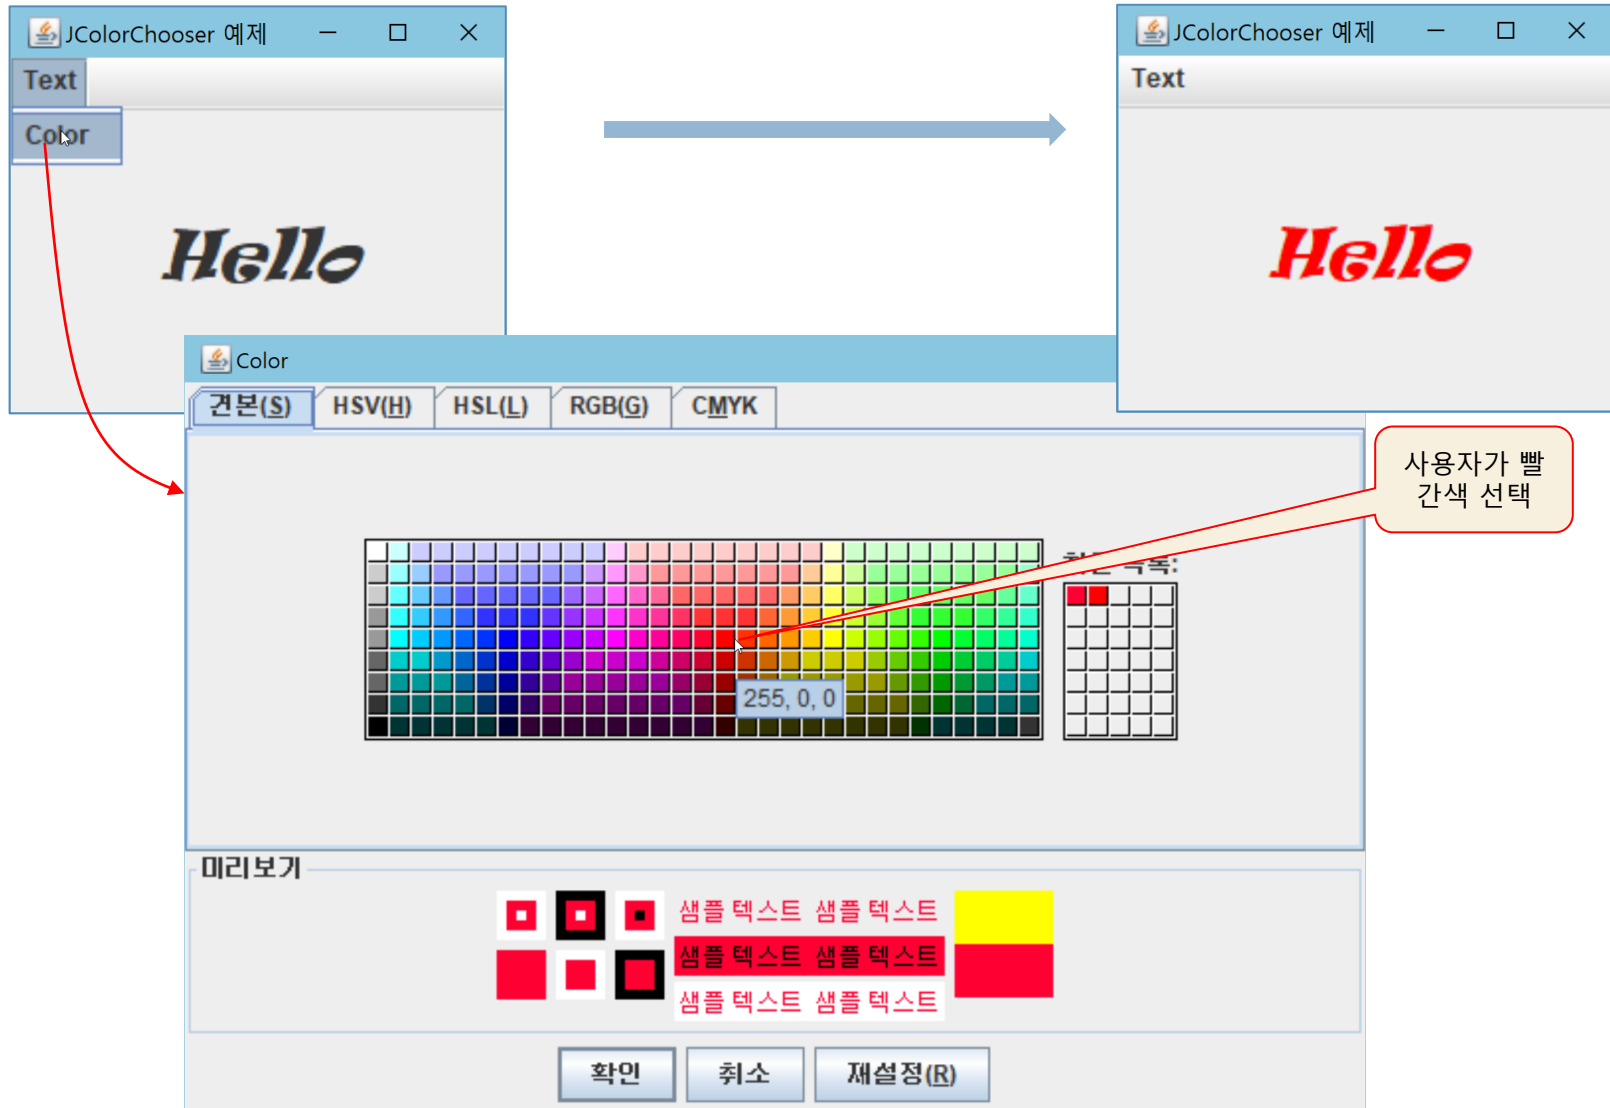 JColorChooser 예제
Text
Color
Hello
JColorChooser 예제
Text
Hello
Color
견본(S)
HSV(H)
HSL(L)
RGB(G)
CMYK
사용자가 빨
간색 선택
255, 0, 0
미리보기
샘플 텍스트 샘플 텍스트
샘플 텍스트 샘플 텍스트
샘플 텍스트 샘플 텍스트
확인
취소
재설정(R)